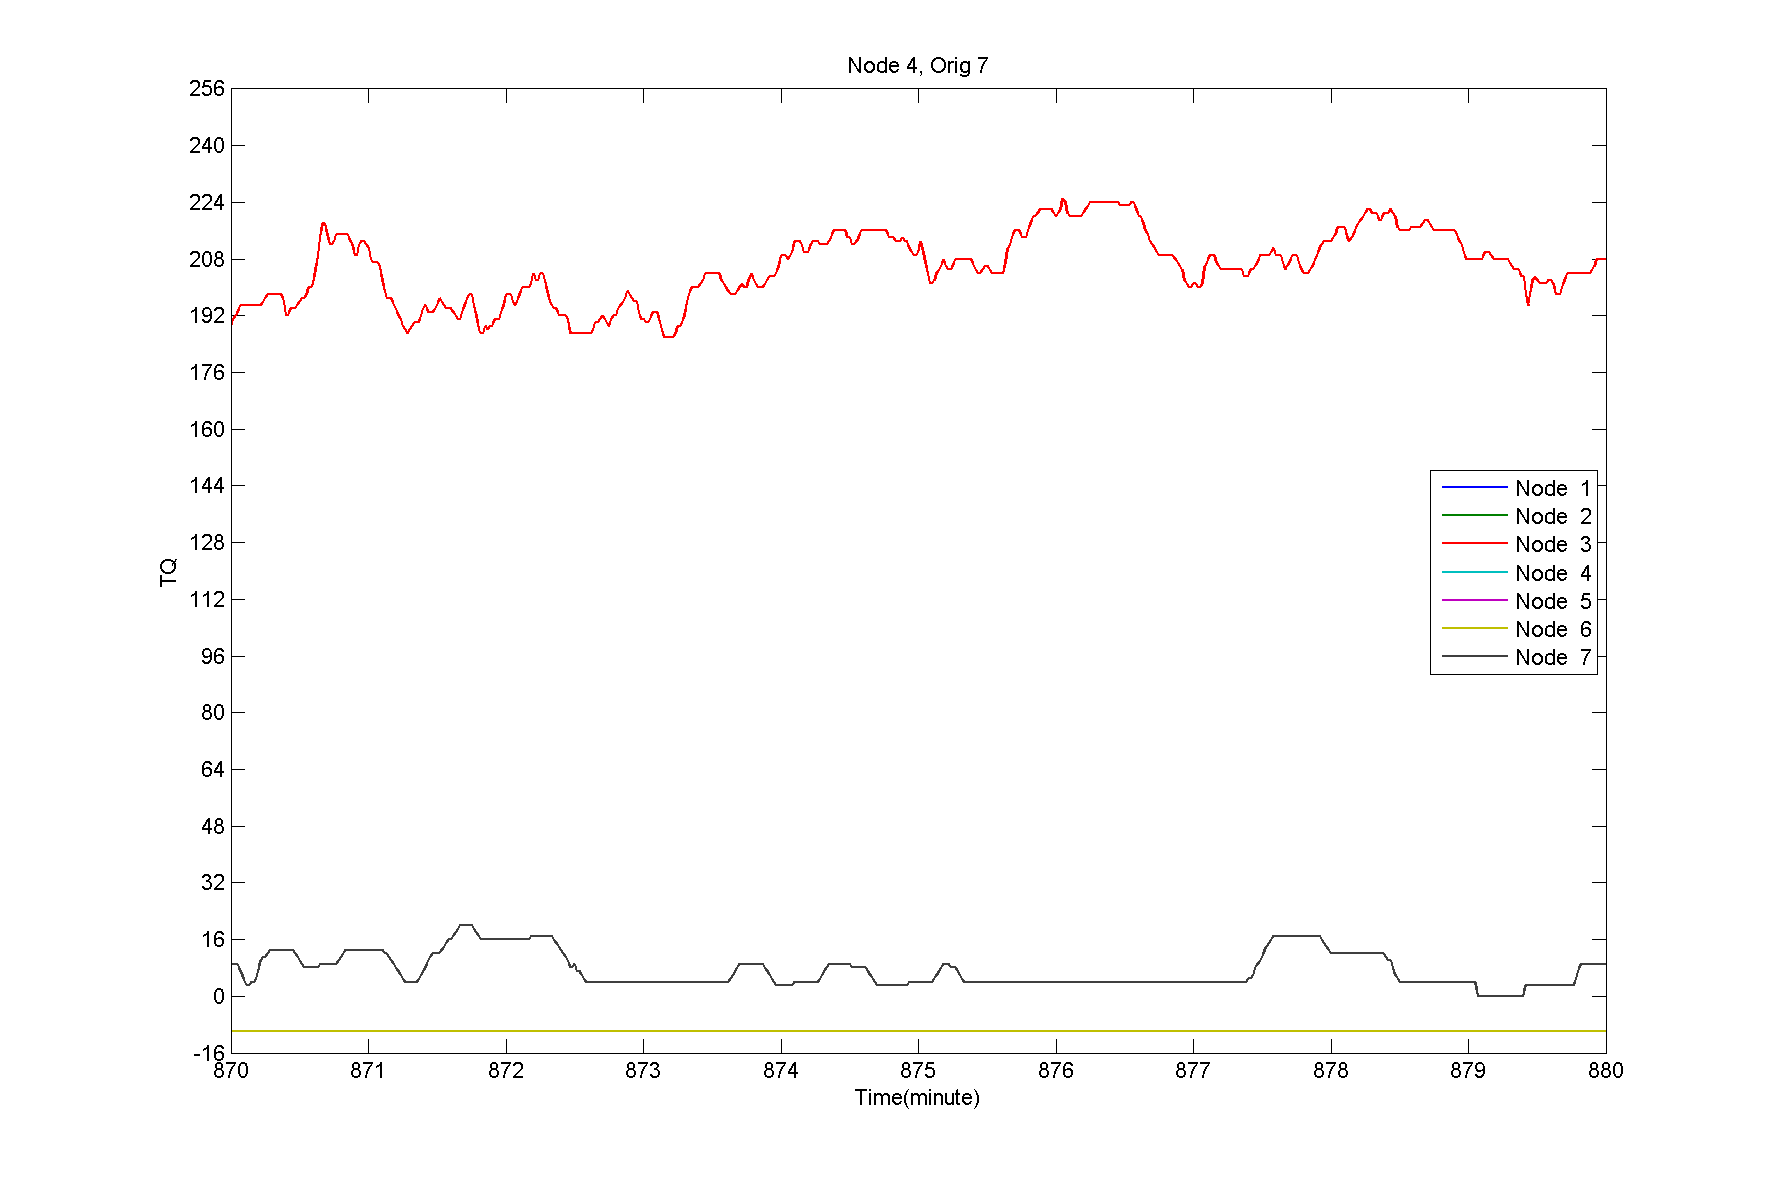 Node 4, Orig 7
256
240
224
208
192
176
160
144
128
112
96
80
64
48
32
16
0
-16
TQ
Node 1
Node 2
Node 3
Node 4
Node 5
Node 6
Node 7
870 871 872 873 874 875 876 877 878 879 880
Time(minute)